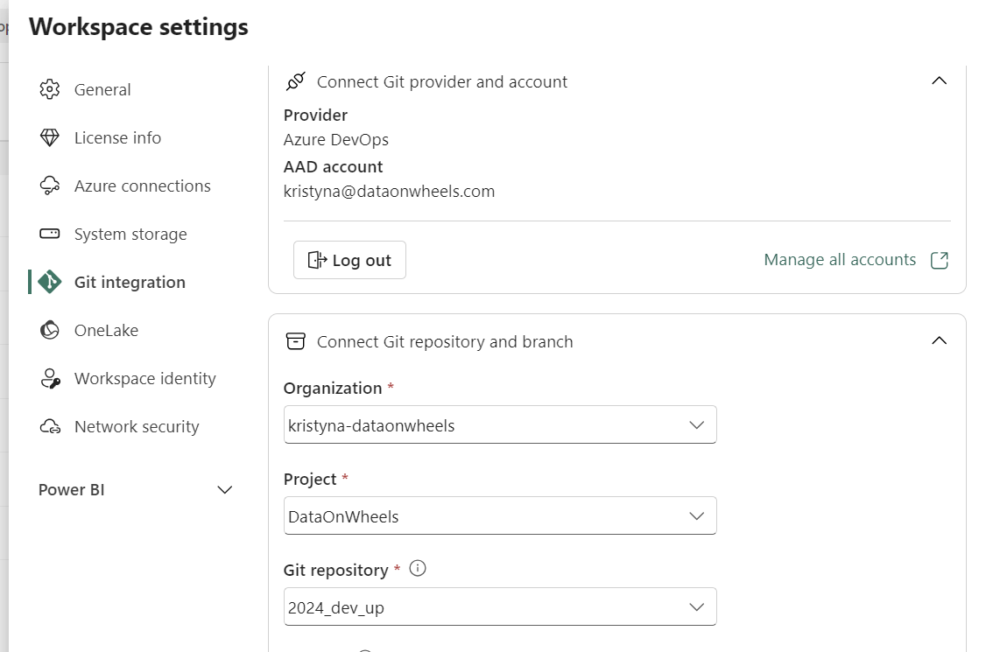 Workspace settings
General
License info
Azure connections
System storage
Git integration
OneLake
Workspace identity
Network security
Power BI
Connect Git provider and account
Provider
Azure DevOps
AAD account
kristyna@dataonwheels.com
Log out
Manage all accounts
Connect Git repository and branch
Organization *
kristyna-dataonwheels
Project *
DataOnWheels
Git repository *
2024_dev_up